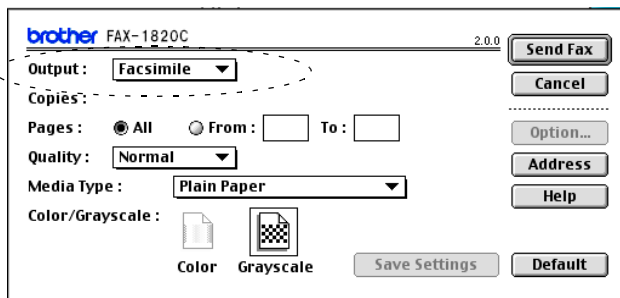 brother FAX-1820C 2.0.0 Send Fax
Output : Facsimile
Cancel
Copies :
Pages : All From : To :
Option...
Quality : Normal
Address
Media Type : Plain Paper
Help
Color/Grayscale :
Color Grayscale Save Settings Default